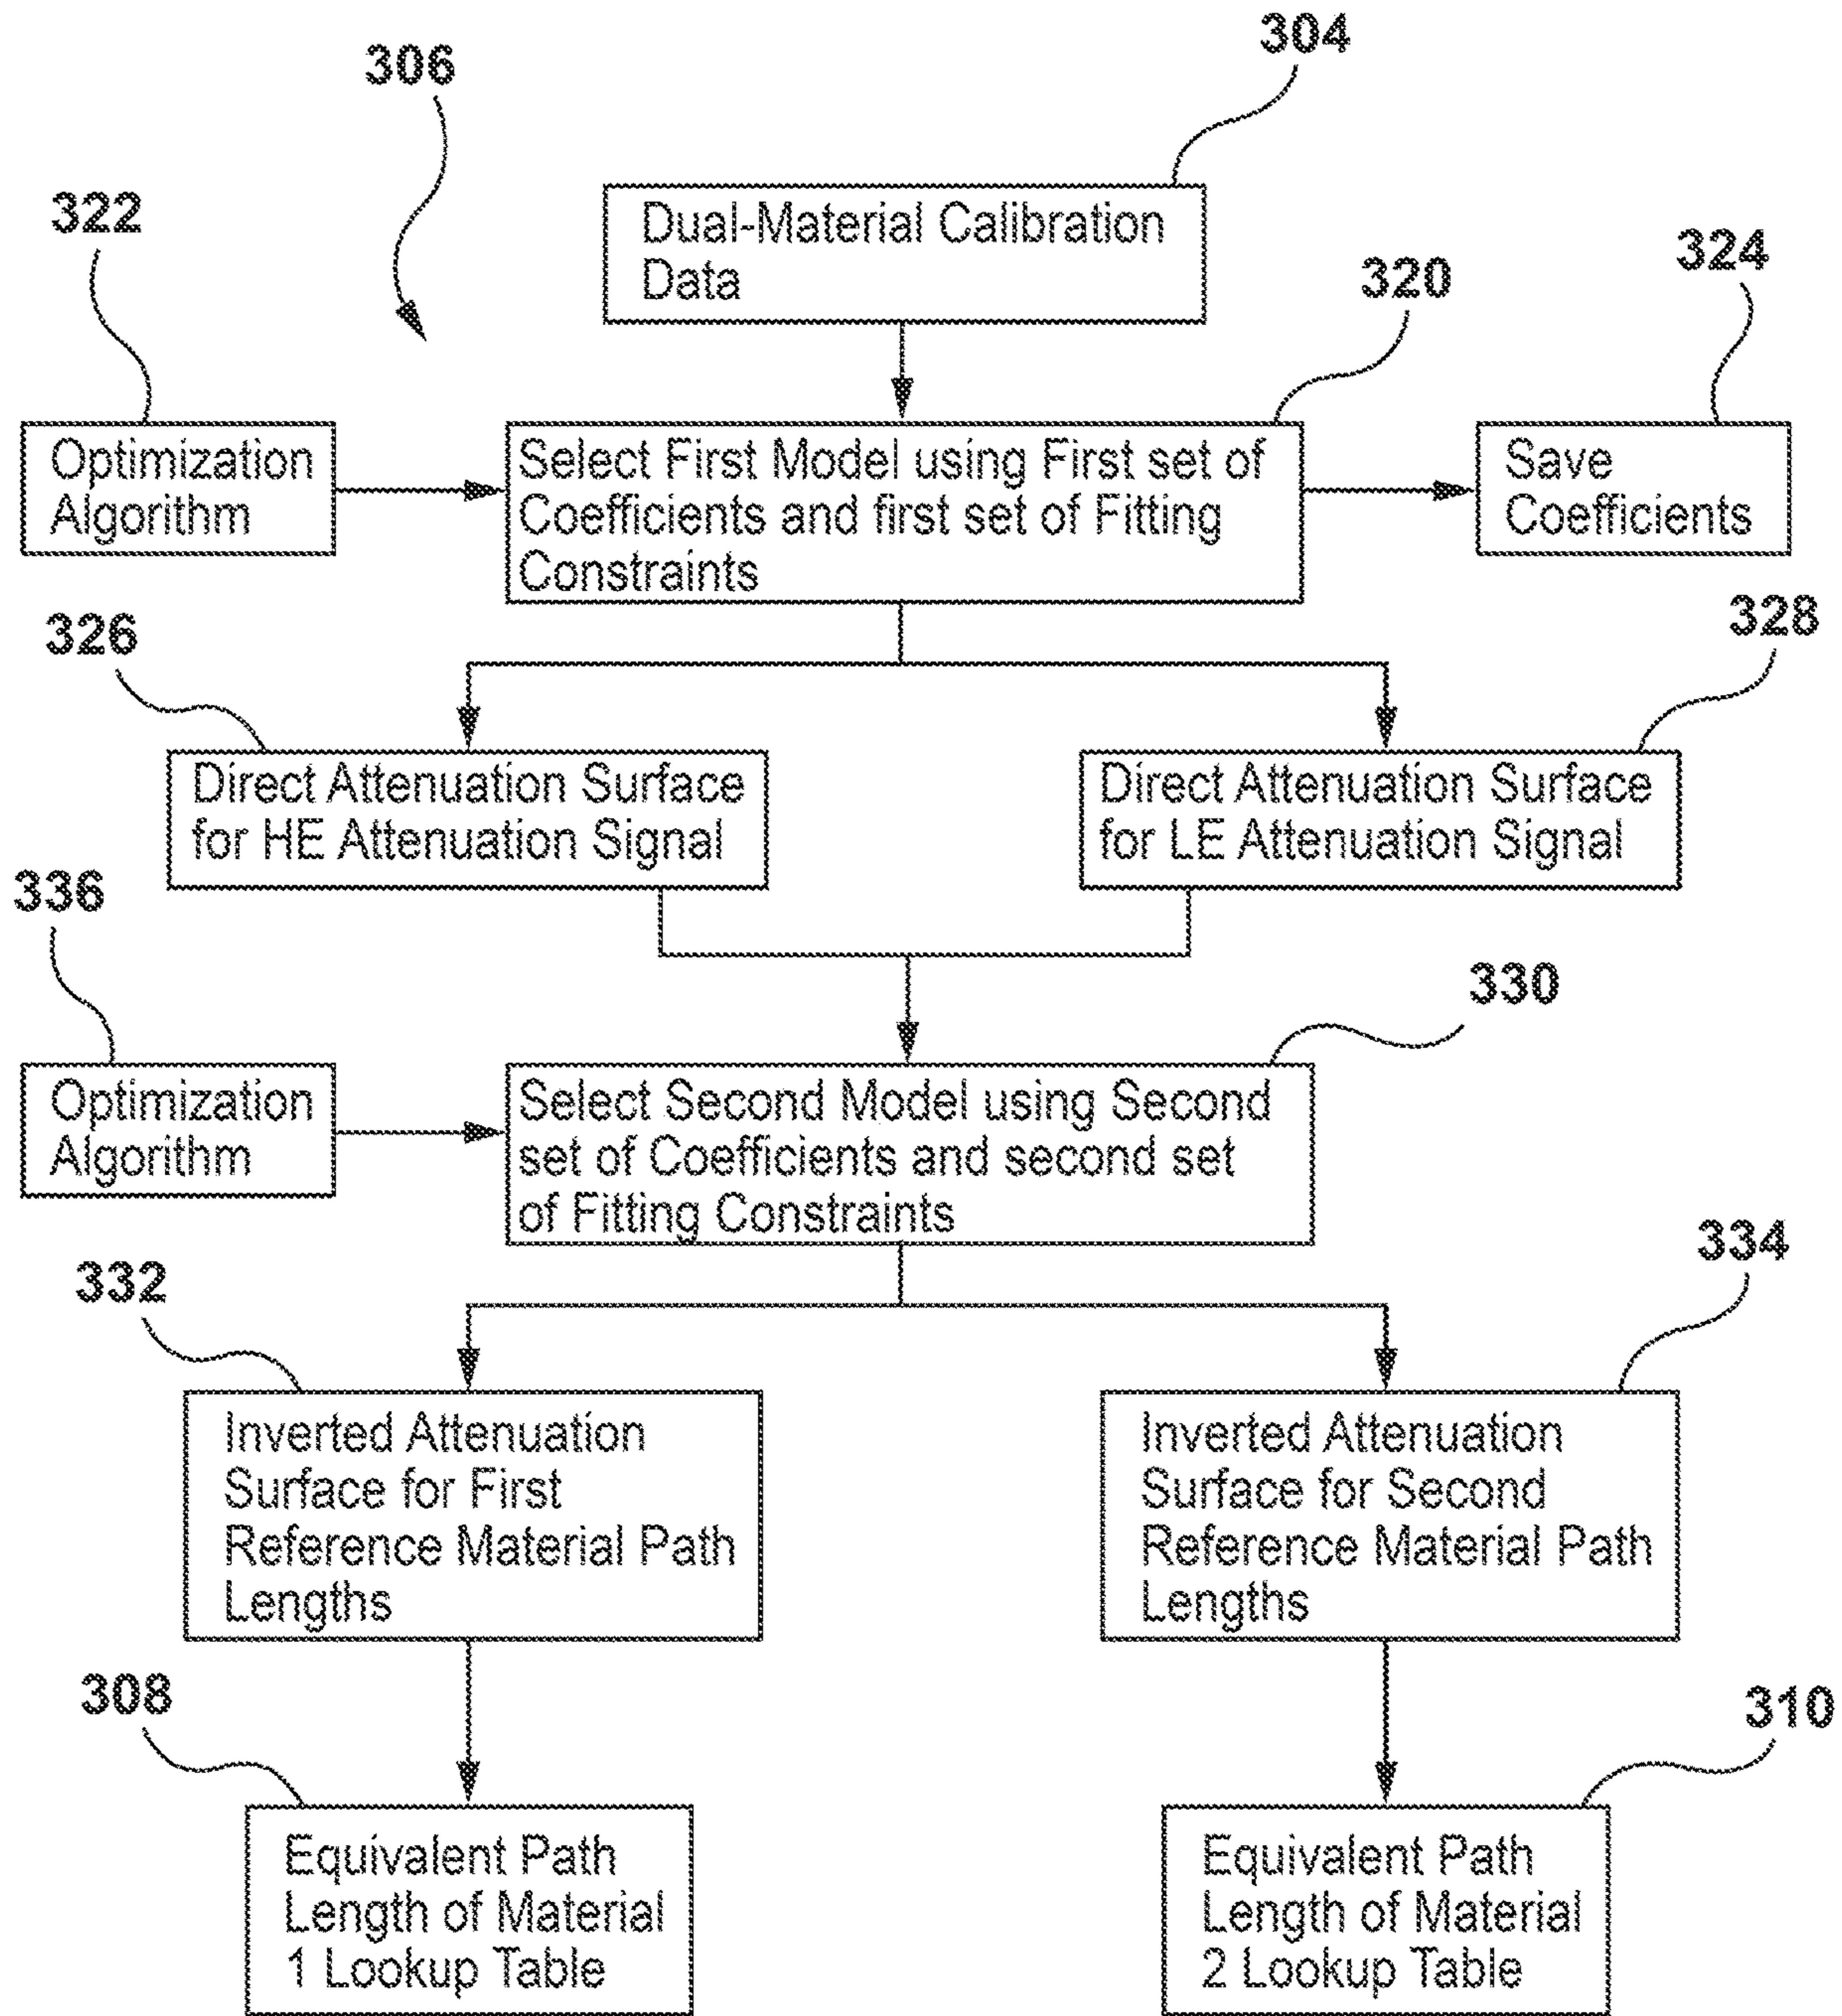 304
306
322
Dual-Material Calibration
Data
320
324
Optimization
Algorithm
Select First Model using First set of
Coefficients and first set of Fitting
Constraints
Save
Coefficients
326
328
Direct Attenuation Surface
for HE Attenuation Signal
Direct Attenuation Surface
for LE Attenuation Signal
336
330
Optimization
Algorithm
Select Second Model using Second
set of Coefficients and second set
of Fitting Constraints
332
334
Inverted Attenuation
Surface for First
Reference Material Path
Lengths
Inverted Attenuation
Surface for Second
Reference Material Path
Lengths
308
310
Equivalent Path
Length of Material
1 Lookup Table
Equivalent Path
Length of Material
2 Lookup Table